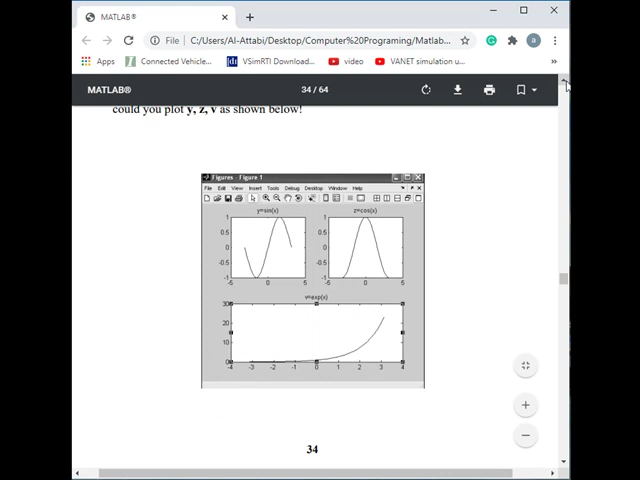 MATLAB®
File
C:/Users/Al-Attabi/Desktop/Computer%20Programing/Matlab...
a
Apps
Connected Vehicle...
VSimRTI Download...
video
VANET simulation u
»
MATLAB®
34 / 64
could you plot y, z, v as shown below!
Figures - Figure 1
File Edit View Insert Tools Debug Desktop Window Help
y=sin(x)
z=cos(x)
1
0.5
0
-0.5
-1
-5 0 5
1
0.5
0
-0.5
-1
-5 0 5
v=exp(x)
30
20
10
0
-4 -3 -2 -1 0 1 2 3 4
34